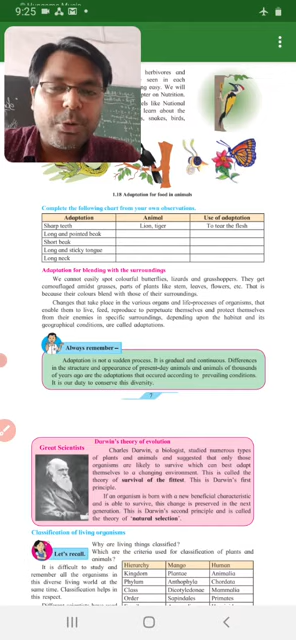 9:25
herbivores and
seen in each
ing easy. We will
pter on Nutrition.
ls like National
learn about the
s, snakes, birds,
1.18 Adaptation for food in animals
Complete the following chart from your own observations.
Adaptation Animal Use of adaptation
Sharp teeth Lion, tiger To tear the flesh
Long and pointed beak
Short beak
Long and sticky tongue
Long neck
Adaptation for blending with the surroundings
We cannot easily spot colourful butterflies, lizards and grasshoppers. They get
camouflaged amidst grasses, parts of plants like stem, leaves, flowers, etc. That is
because their colours blend with those of their surroundings.
Changes that take place in the various organs and life-processes of organisms, that
enable them to live, feed, reproduce to perpetuate themselves and protect themselves
from their enemies in specific surroundings, depending upon the habitat and its
geographical conditions, are called adaptations.
Always remember –
Adaptation is not a sudden process. It is gradual and continuous. Differences
in the structure and appearance of present-day animals and animals of thousands
of years ago are the adaptations that occured according to prevailing conditions.
It is our duty to conserve this diversity.
7
Darwin's theory of evolution
Great Scientists
Charles Darwin, a biologist, studied numerous types
of plants and animals and suggested that only those
organisms are likely to survive which can best adapt
themselves to a changing environment. This is called the
theory of survival of the fittest. This is Darwin's first
principle.
If an organism is born with a new beneficial characteristic
and is able to survive, this change is preserved in the next
generation. This is Darwin's second principle and is called
the theory of 'natural selection'.
Classification of living organisms.
Let's recall.
Why are living things classified?
Which are the criteria used for classification of plants and
animals?
It is difficult to study and
remember all the organisms in
this diverse living world at the
same time. Classification helps in
this respect.
Hierarchy Mango Human
Kingdom Plantae Animalia
Phylum Anthophyta Chordata
Class Dicotyledonae Mammalia
Order Sapindales Primates